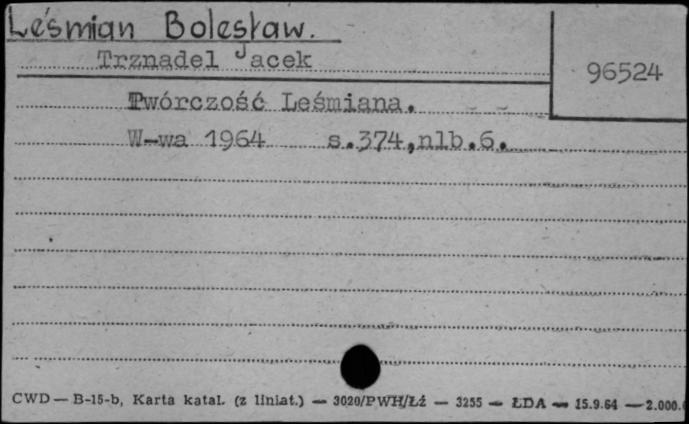 Leśmian Bolesław.
Trznadel Jacek
96524
Twórczość Leśmiana.
W-wa 1964 s.374,nlb.6.
CWD — B-15-b, Karta katal. (z liniat.) — 3020/PWH/Łż — 3255 — ŁDA — 15.9.64 — 2.000.